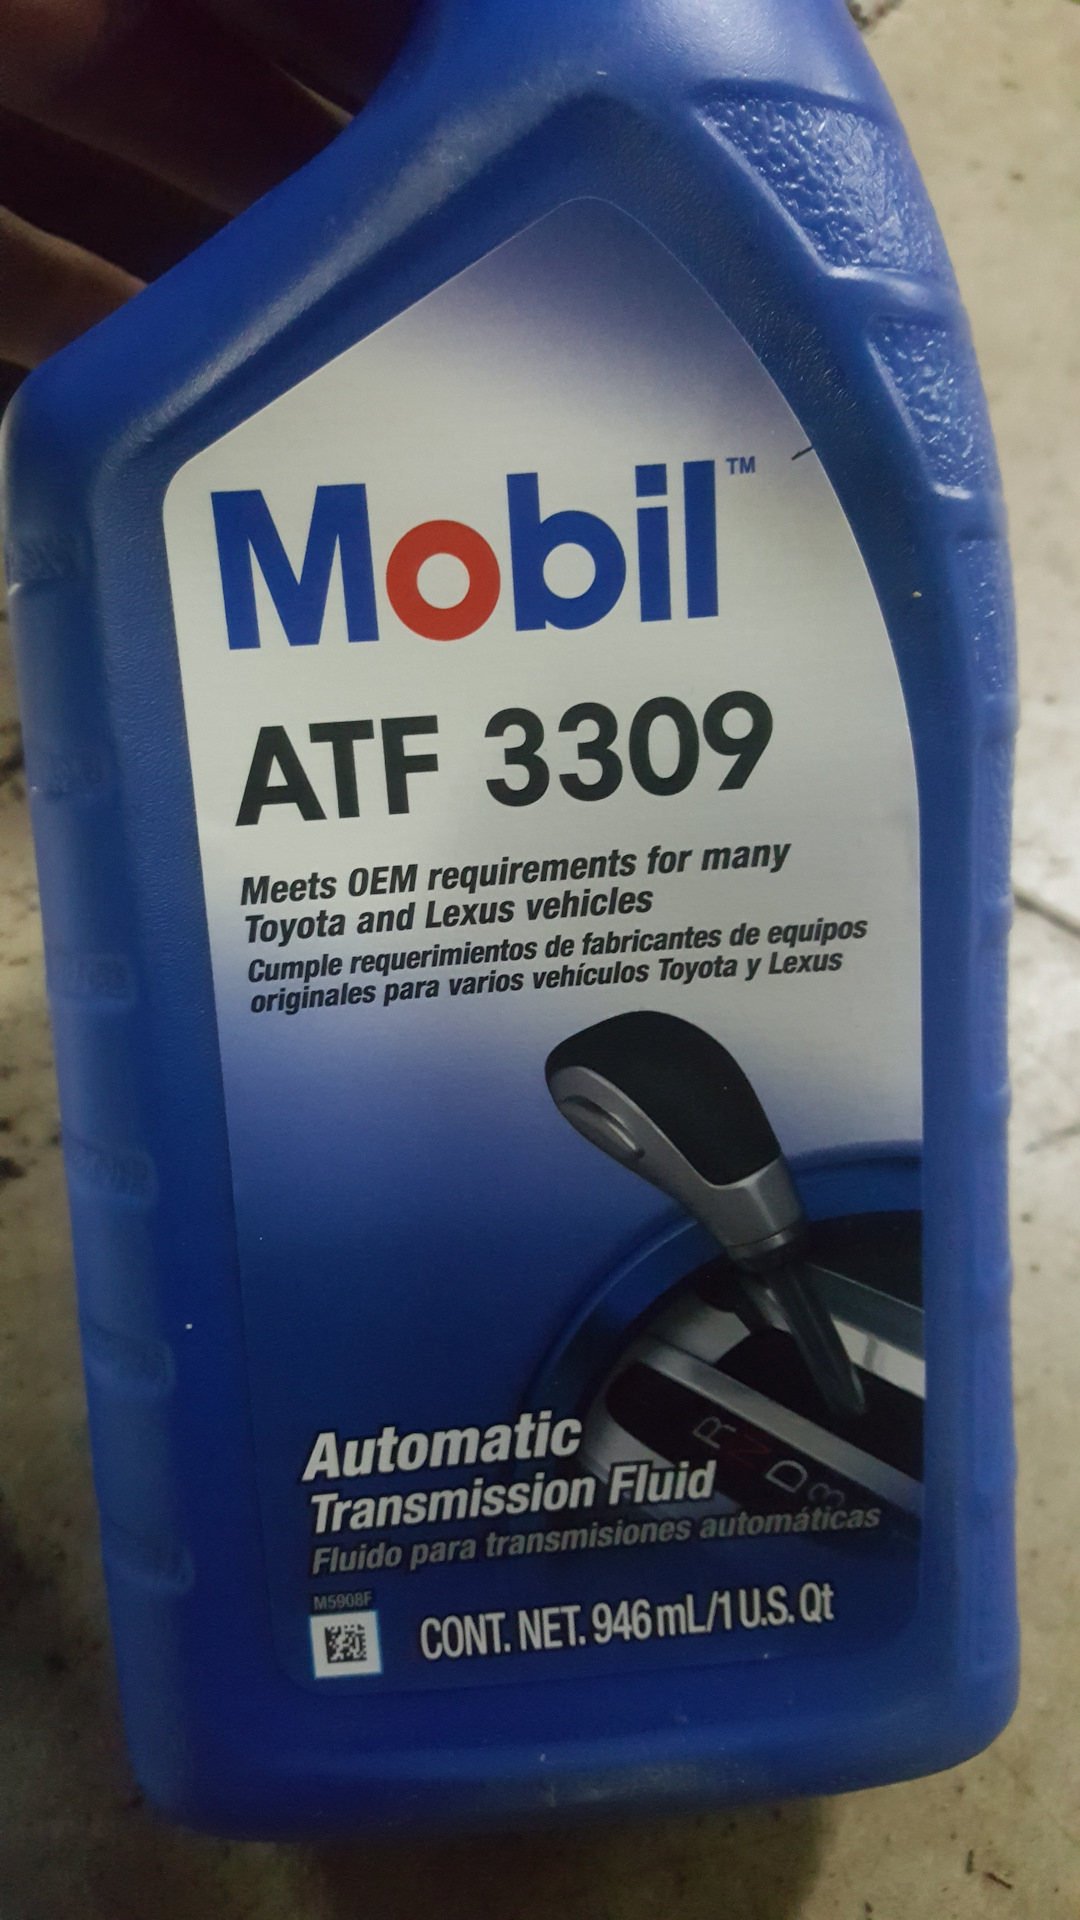 Mobil™
ATF 3309
Meets OEM requirements for many
Toyota and Lexus vehicles
Cumple requerimientos de fabricantes de equipos
originales para varios vehículos Toyota y Lexus
R
N
D
3
Automatic
Transmission Fluid
Fluido para transmisiones automáticas
M5908F
CONT. NET. 946 mL/1 U.S. Qt